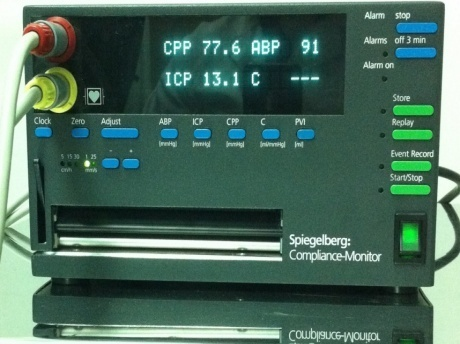 Alarm stop
Alarms off 3 min
Alarm on
CPP 77.6 ABP 91
ICP 13.1 C ---
Store
Replay
Event Record
Start/Stop
Clock Zero Adjust ABP ICP CPP C PVI
[mmHg] [mmHg] [mmHg] [ml/mmHg] [ml]
- +
5 15 30 1 25
cm/h mm/s
Spiegelberg:
Compliance-Monitor
Compliance-Monitor